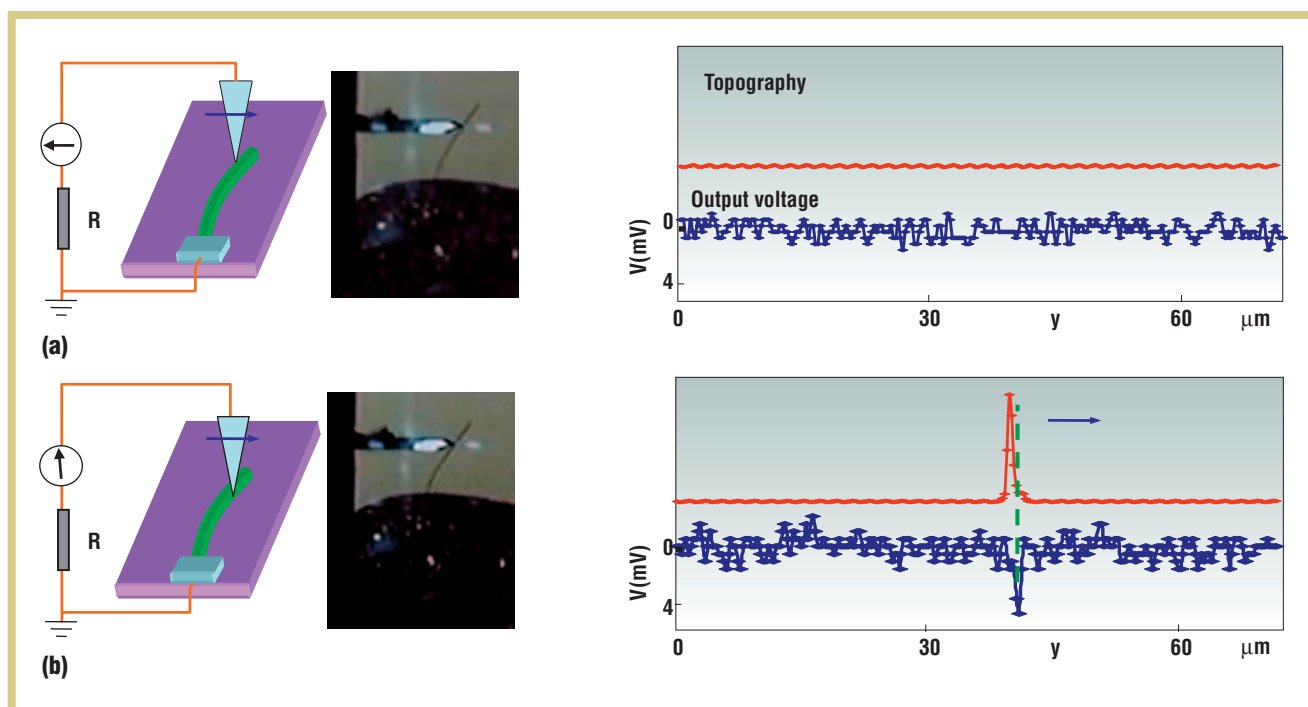 R
(a)
Topography
Output voltage
0
V(mV)
4
0 30 y 60 μm
R
(b)
0
V(mV)
4
0 30 y 60 μm